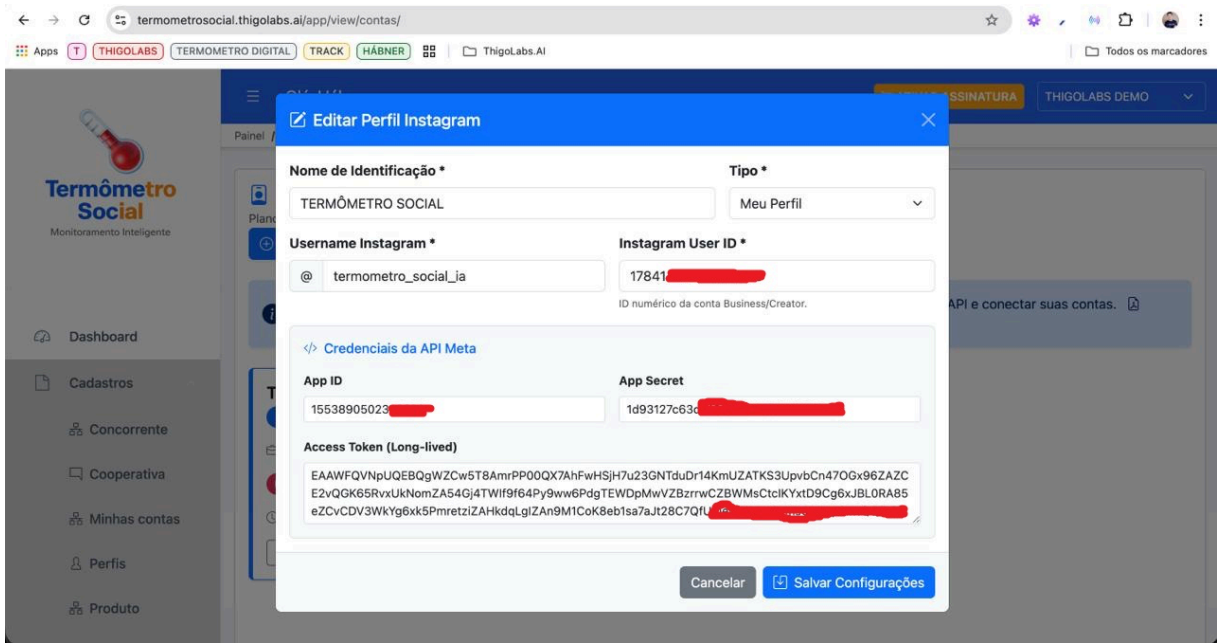 termometrosocial.thigolabs.ai/app/view/contas/
Apps T THIGOLABS TERMOMETRO DIGITAL TRACK HÁBNER ThigoLabs.AI Todos os marcadores
ASSINATURA THIGOLABS DEMO
Painel /
Termômetro
Social
Monitoramento Inteligente
Dashboard
Cadastros
Concorrente
Cooperativa
Minhas contas
Perfis
Produto
Editar Perfil Instagram
Nome de Identificação * Tipo *
TERMÔMETRO SOCIAL Meu Perfil
Username Instagram * Instagram User ID *
@ termometro_social_ia 17841
ID numérico da conta Business/Creator.
API e conectar suas contas.
</> Credenciais da API Meta
App ID App Secret
15538905023 1d93127c63
Access Token (Long-lived)
EAAWFQVNpUQEBQgWZCw5T8AmrPP00QX7AhFwHSjH7u23GNTduDr14KmUZATKS3UpvbCn47OGx96ZAZC
E2vQGK65RvxUkNomZA54Gj4TWIf9f64Py9ww6PdgTEWDpMwVZBzrrwCZBWMsCtclKYxtD9Cg6xJBL0RA85
eZCvCDV3WkYg6xk5PmretziZAHkdqLgIZAn9M1CoK8eb1sa7aJt28C7QfU
Cancelar Salvar Configurações